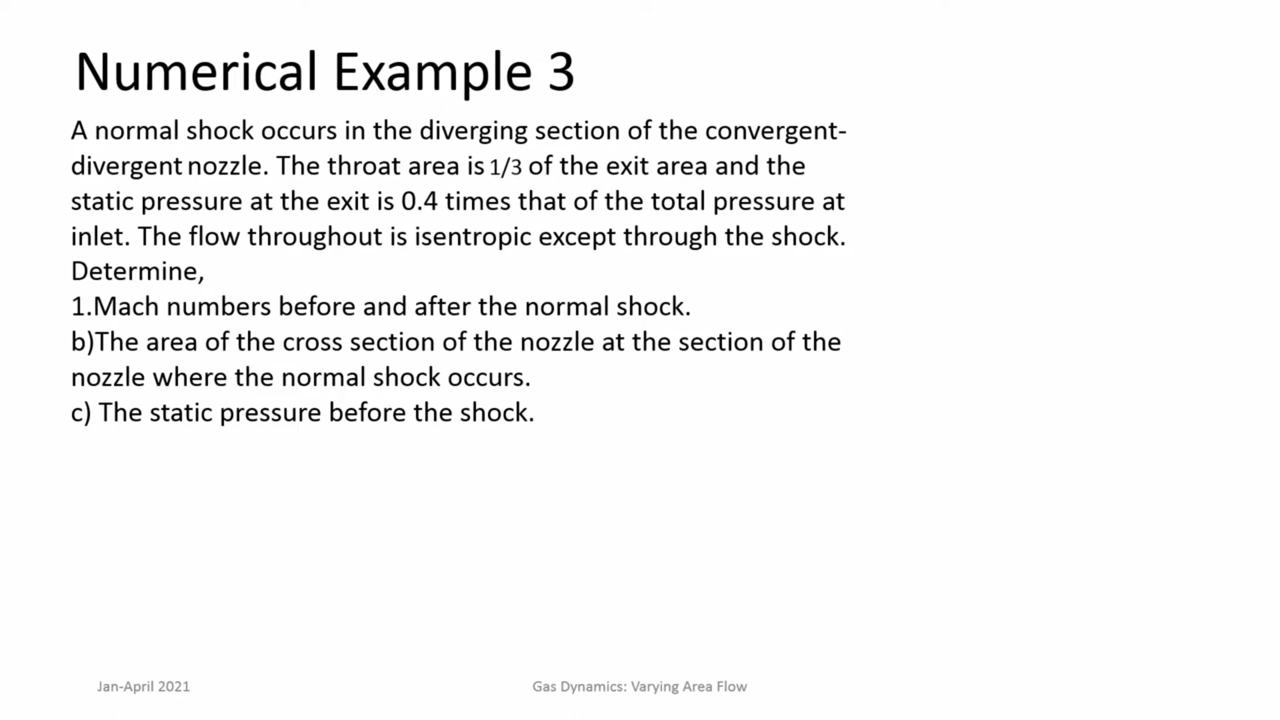 Numerical Example 3
A normal shock occurs in the diverging section of the convergent-
divergent nozzle. The throat area is 1/3 of the exit area and the
static pressure at the exit is 0.4 times that of the total pressure at
inlet. The flow throughout is isentropic except through the shock.
Determine,
1.Mach numbers before and after the normal shock.
b)The area of the cross section of the nozzle at the section of the
nozzle where the normal shock occurs.
c) The static pressure before the shock.
Jan-April 2021
Gas Dynamics: Varying Area Flow